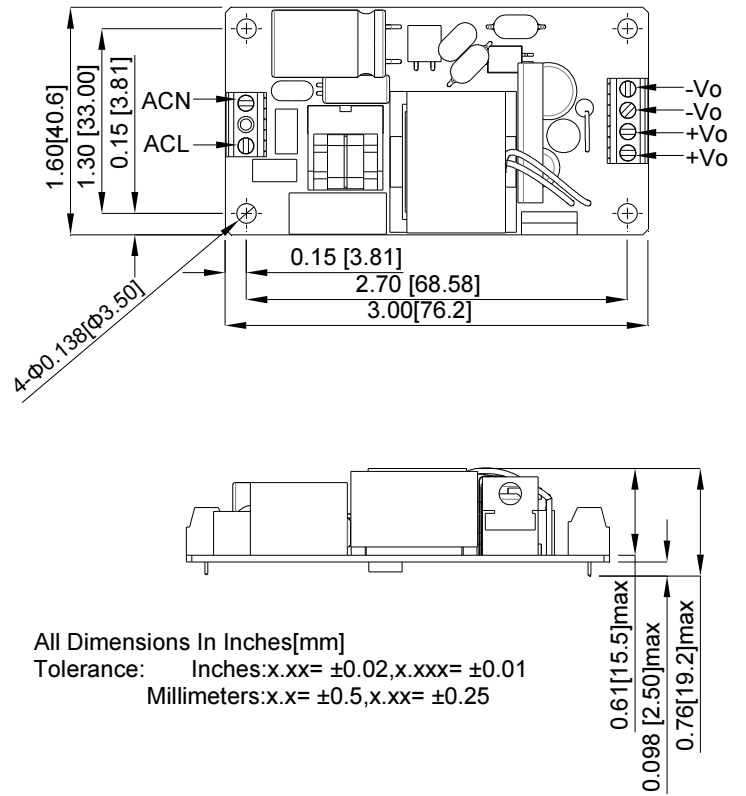 1.60[40.6]
1.30 [33.00]
0.15 [3.81]
ACN
ACL
-Vo
-Vo
+Vo
+Vo
0.15 [3.81]
2.70 [68.58]
3.00[76.2]
4-Φ0.138[Φ3.50]
0.61[15.5]max
0.098 [2.50]max
0.76[19.2]max
All Dimensions In Inches[mm]
Tolerance: Inches:x.xx= ±0.02,x.xxx= ±0.01
Millimeters:x.x= ±0.5,x.xx= ±0.25